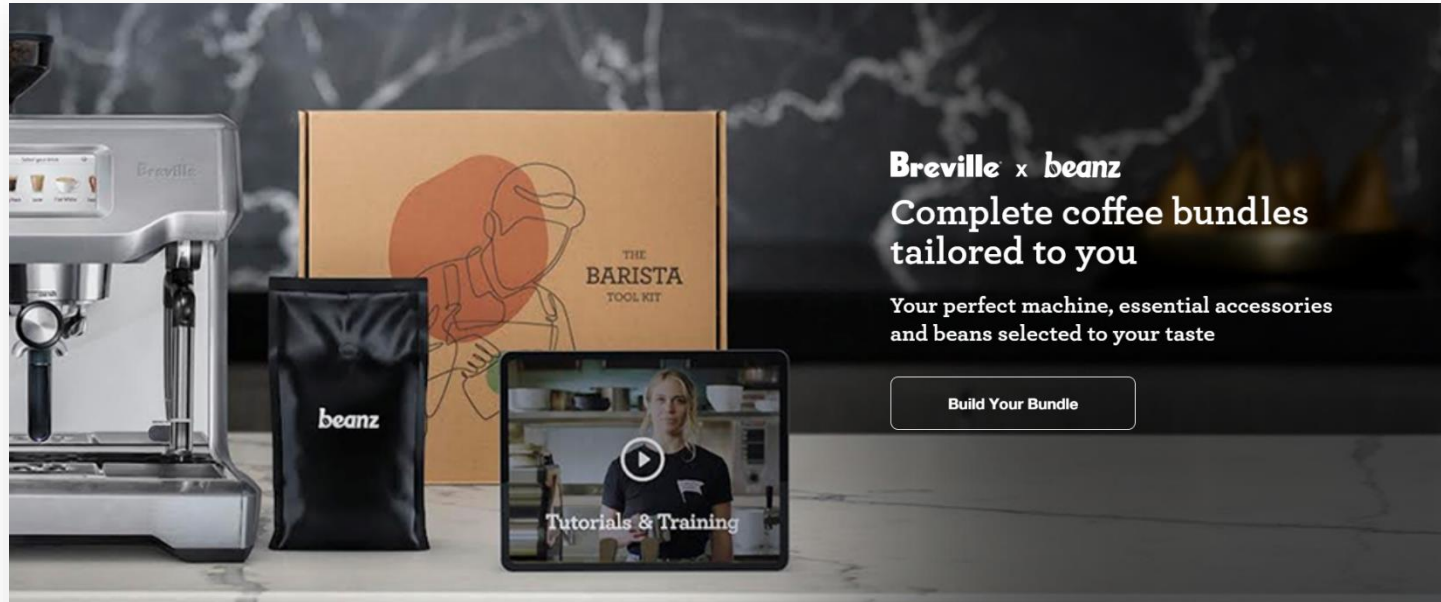 Breville
THE
BARISTA
TOOL KIT
beanz
Tutorials & Training
Breville x beanz
Complete coffee bundles
tailored to you
Your perfect machine, essential accessories
and beans selected to your taste
Build Your Bundle